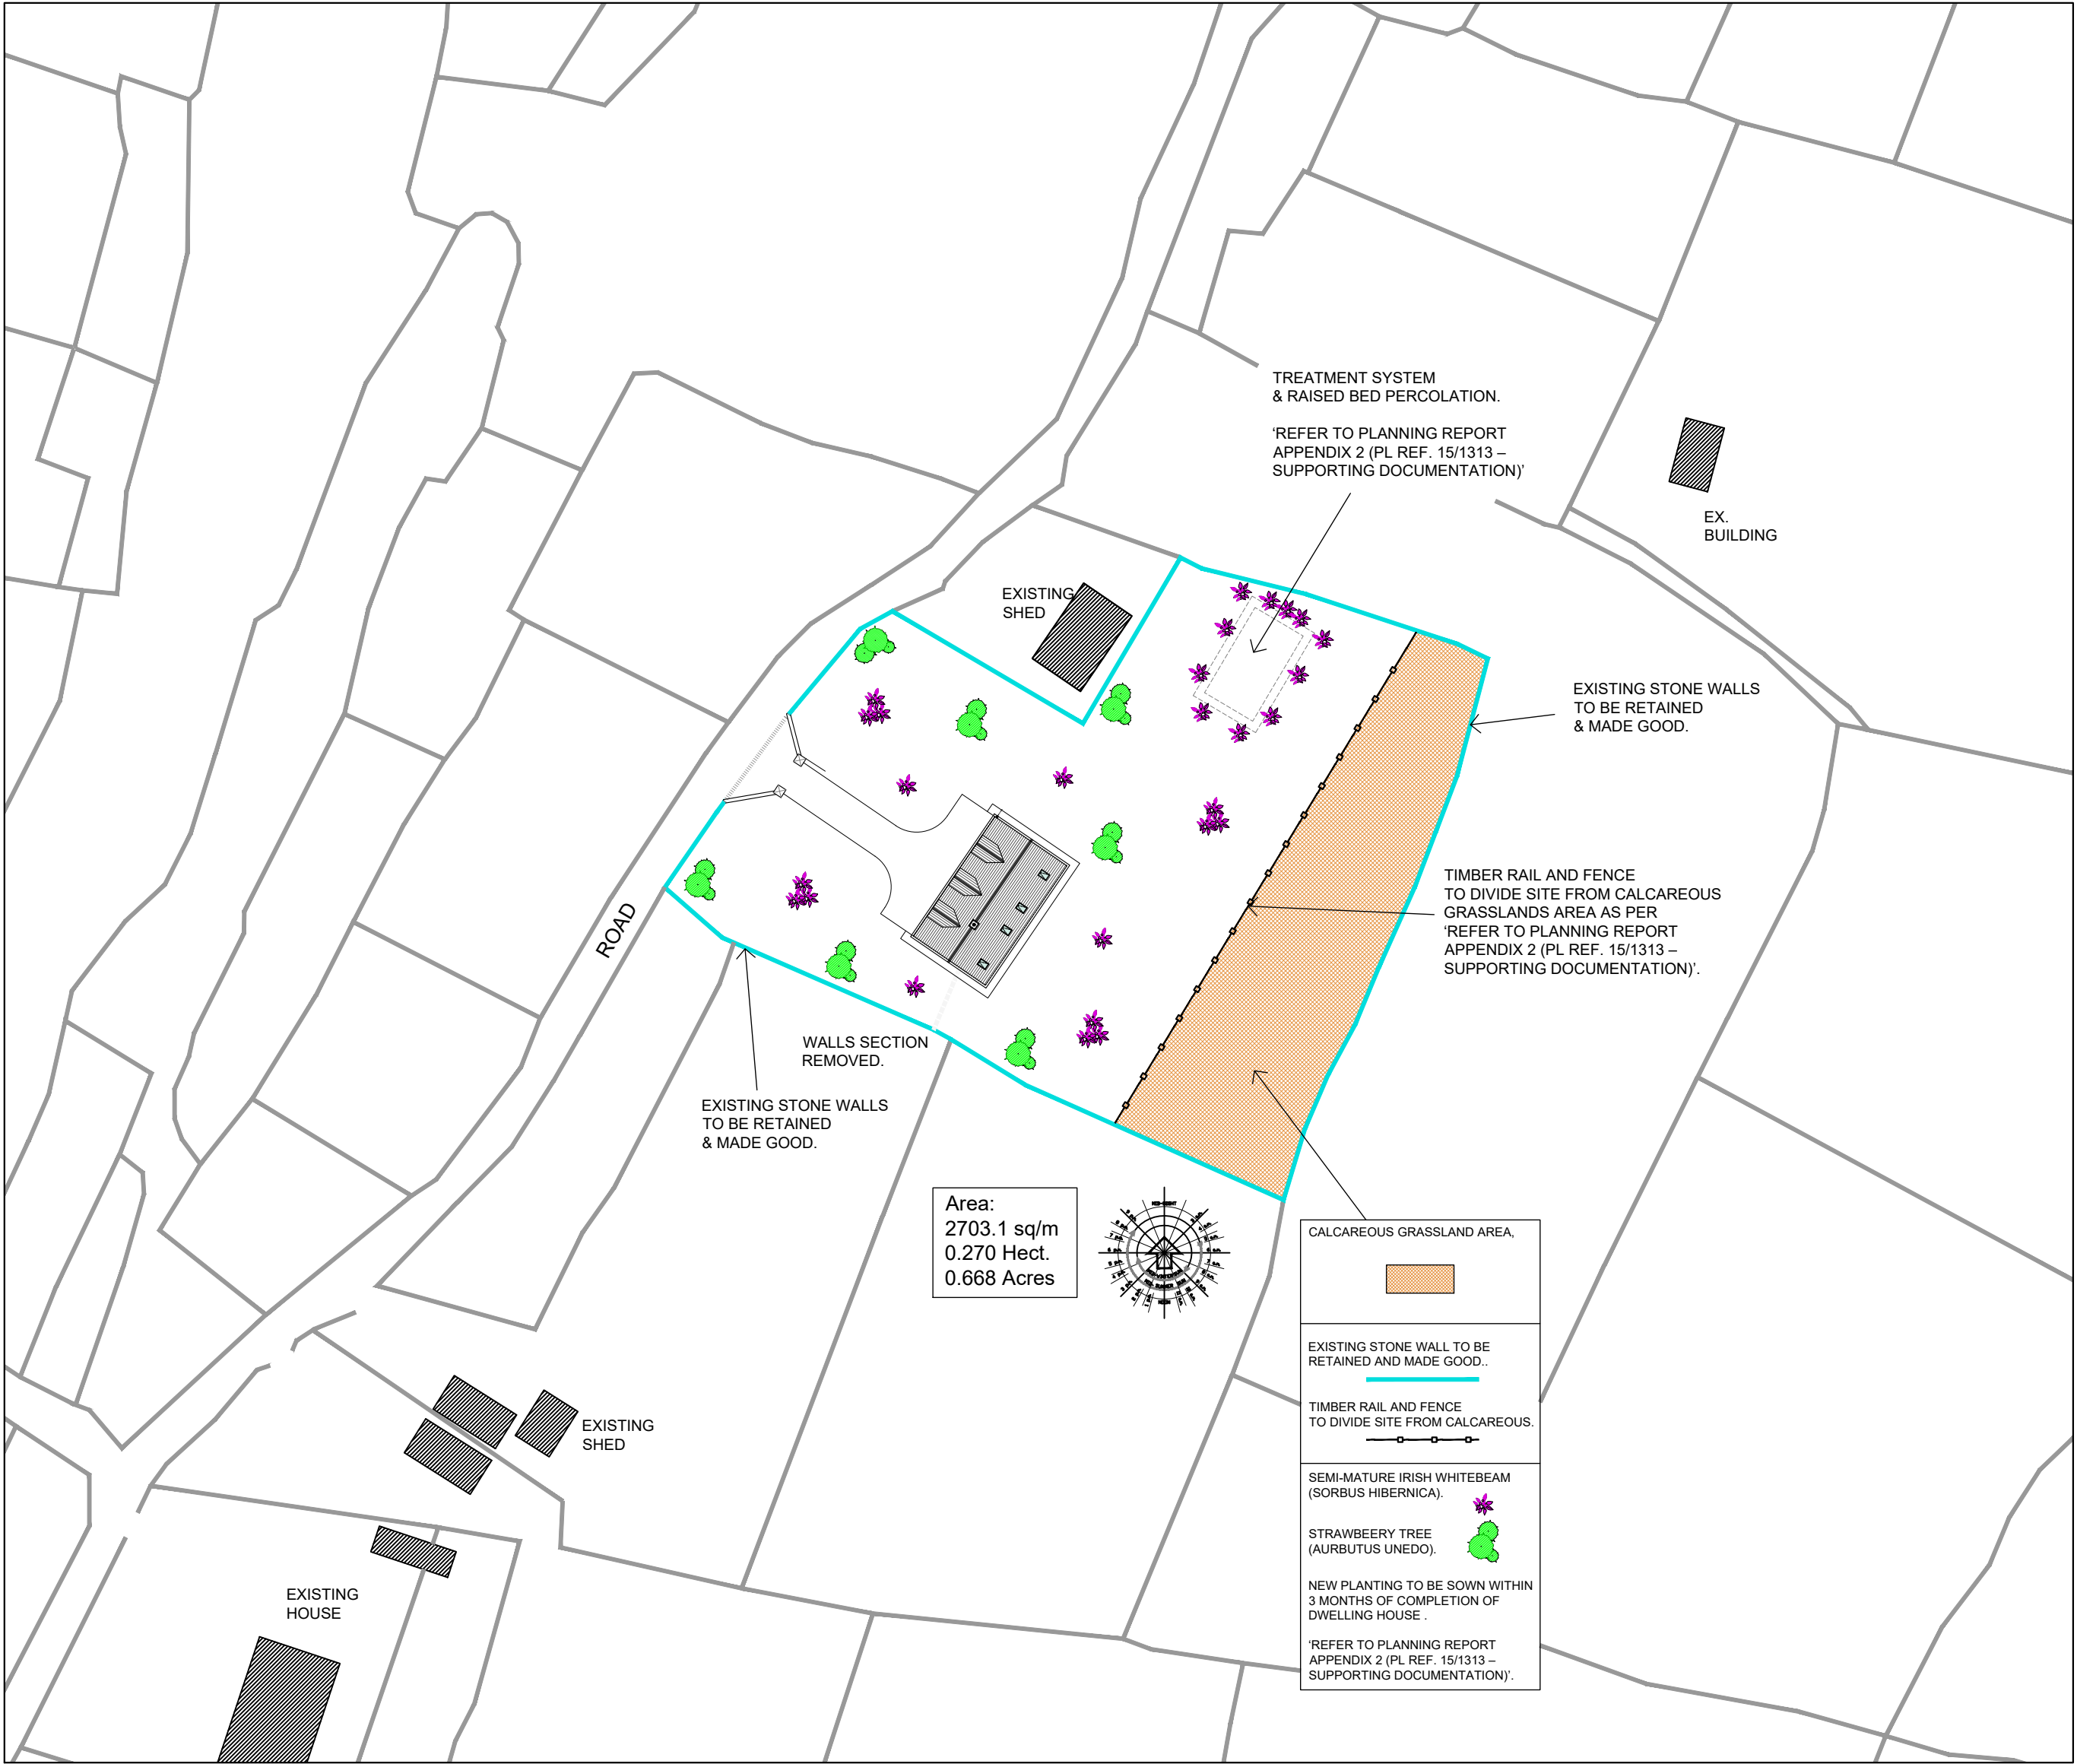 TREATMENT SYSTEM
& RAISED BED PERCOLATION.
‘REFER TO PLANNING REPORT
APPENDIX 2 (PL REF. 15/1313 –
SUPPORTING DOCUMENTATION)’
EX.
BUILDING
EXISTING
SHED
EXISTING STONE WALLS
TO BE RETAINED
& MADE GOOD.
TIMBER RAIL AND FENCE
TO DIVIDE SITE FROM CALCAREOUS
GRASSLANDS AREA AS PER
‘REFER TO PLANNING REPORT
APPENDIX 2 (PL REF. 15/1313 –
SUPPORTING DOCUMENTATION)’.
ROAD
WALLS SECTION
REMOVED.
EXISTING STONE WALLS
TO BE RETAINED
& MADE GOOD.
Area:
2703.1 sq/m
0.270 Hect.
0.668 Acres
CALCAREOUS GRASSLAND AREA,
EXISTING STONE WALL TO BE
RETAINED AND MADE GOOD..
TIMBER RAIL AND FENCE
TO DIVIDE SITE FROM CALCAREOUS.
SEMI-MATURE IRISH WHITEBEAM
(SORBUS HIBERNICA).
STRAWBEERY TREE
(AURBUTUS UNEDO).
NEW PLANTING TO BE SOWN WITHIN
3 MONTHS OF COMPLETION OF
DWELLING HOUSE .
‘REFER TO PLANNING REPORT
APPENDIX 2 (PL REF. 15/1313 –
SUPPORTING DOCUMENTATION)’.
EXISTING
SHED
EXISTING
HOUSE